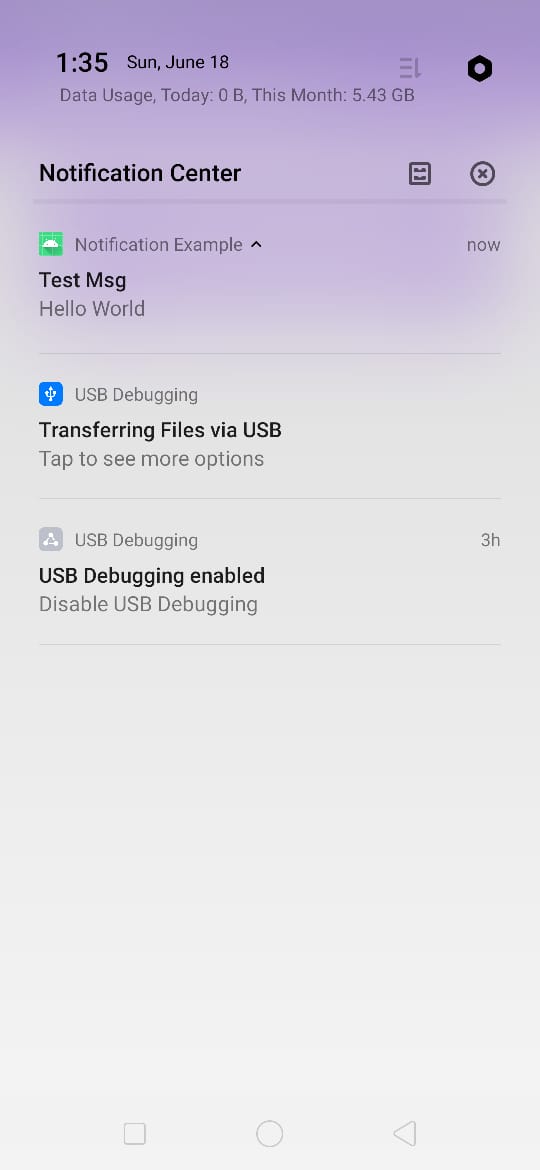 1:35 Sun, June 18
Data Usage, Today: 0 B, This Month: 5.43 GB
Notification Center
Notification Example now
Test Msg
Hello World
USB Debugging
Transferring Files via USB
Tap to see more options
USB Debugging 3h
USB Debugging enabled
Disable USB Debugging